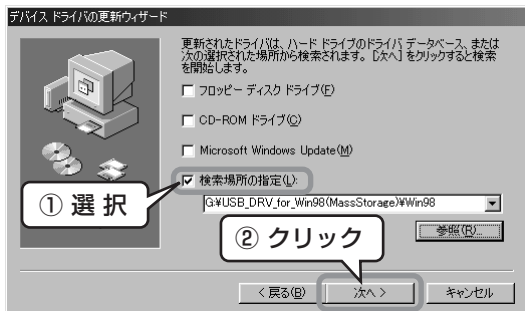 デバイス ドライバの更新ウィザード
更新されたドライバは、ハード ドライブのドライバ データベース、または
次の選択された場所から検索されます。［次へ］をクリックすると検索
を開始します。
フロッピー ディスク ドライブ(F)
CD-ROM ドライブ(C)
Microsoft Windows Update(M)
検索場所の指定(L):
① 選 択
G:¥USB_DRV_for_Win98(MassStorage)¥Win98
② クリック
参照(R)...
< 戻る(B)
次へ >
キャンセル